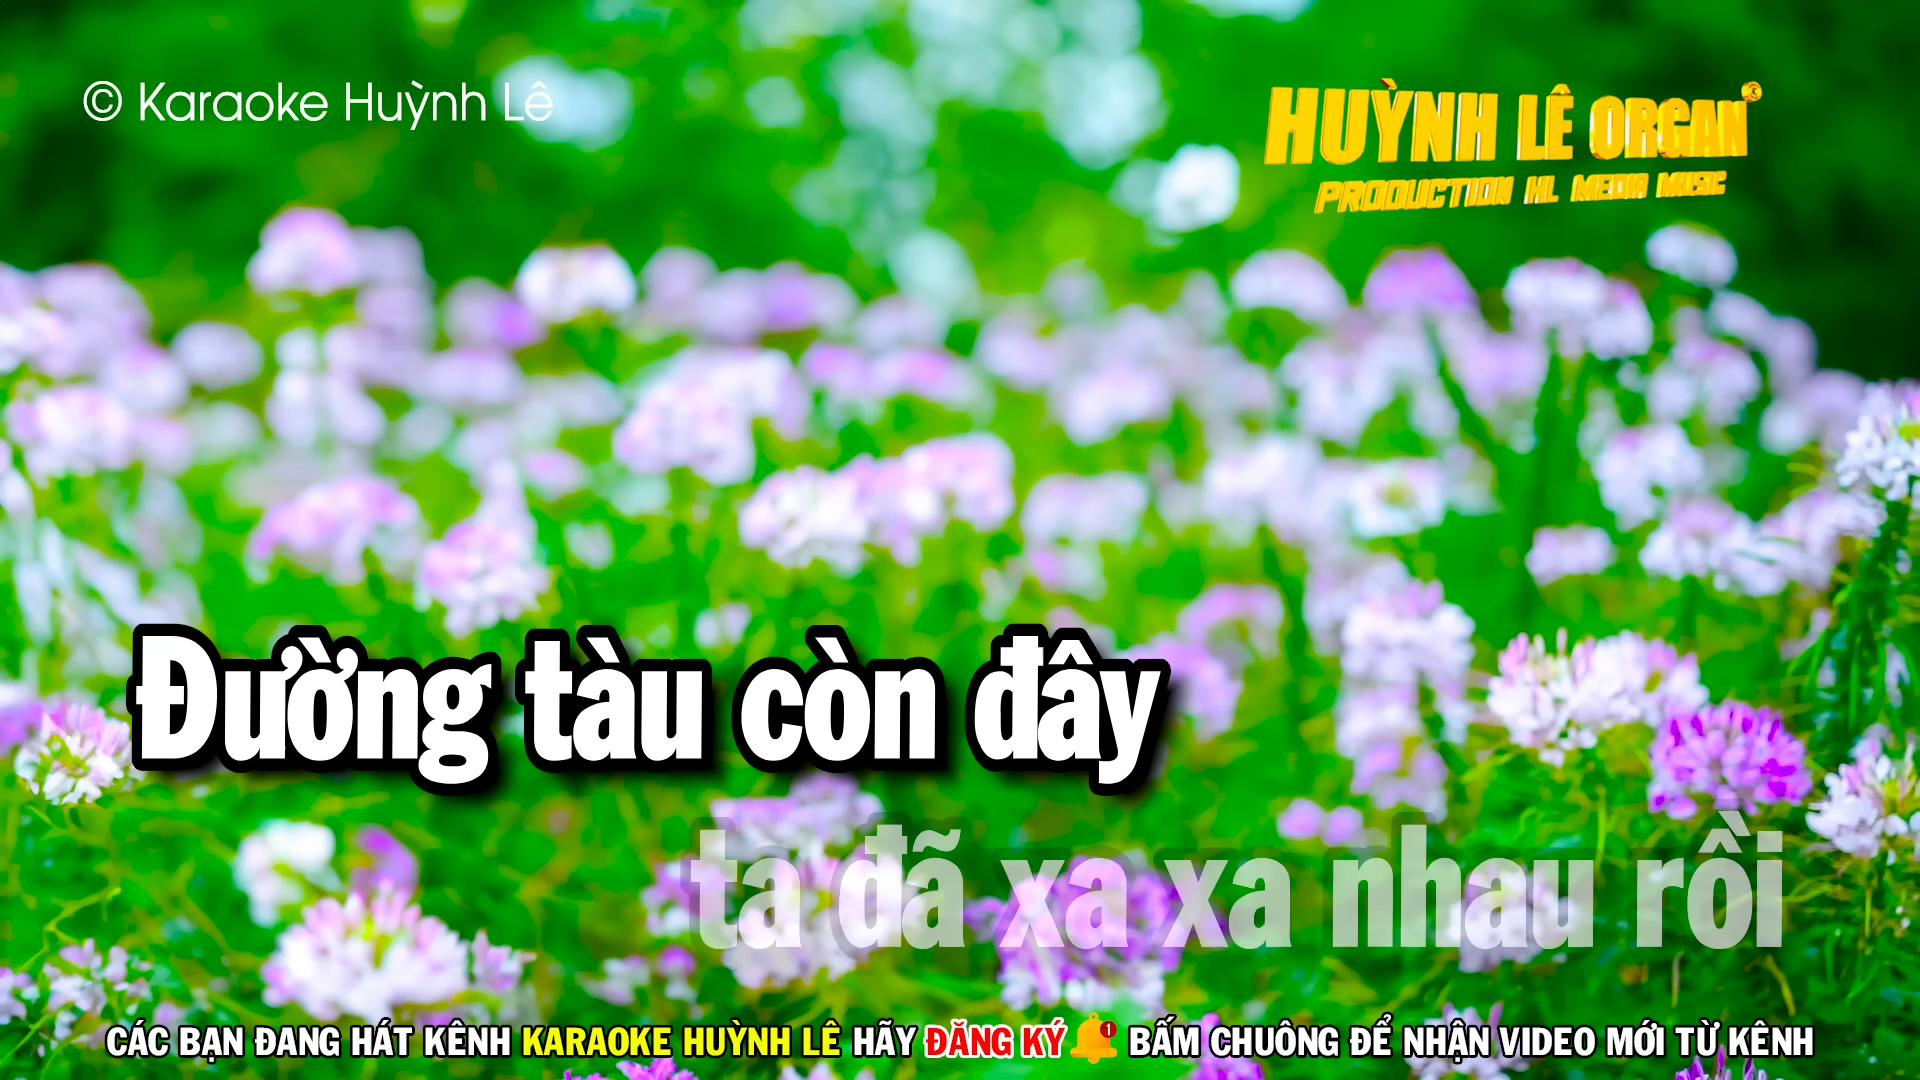 © Karaoke Huỳnh Lê
HUỲNH LÊ ORGAN
PRODUCTION HL MEDIA MUSIC
Đường tàu còn đây
ta đã xa xa nhau rồi
CÁC BẠN ĐANG HÁT KÊNH KARAOKE HUỲNH LÊ HÃY ĐĂNG KÝ 1 BẤM CHUÔNG ĐỂ NHẬN VIDEO MỚI TỪ KÊNH